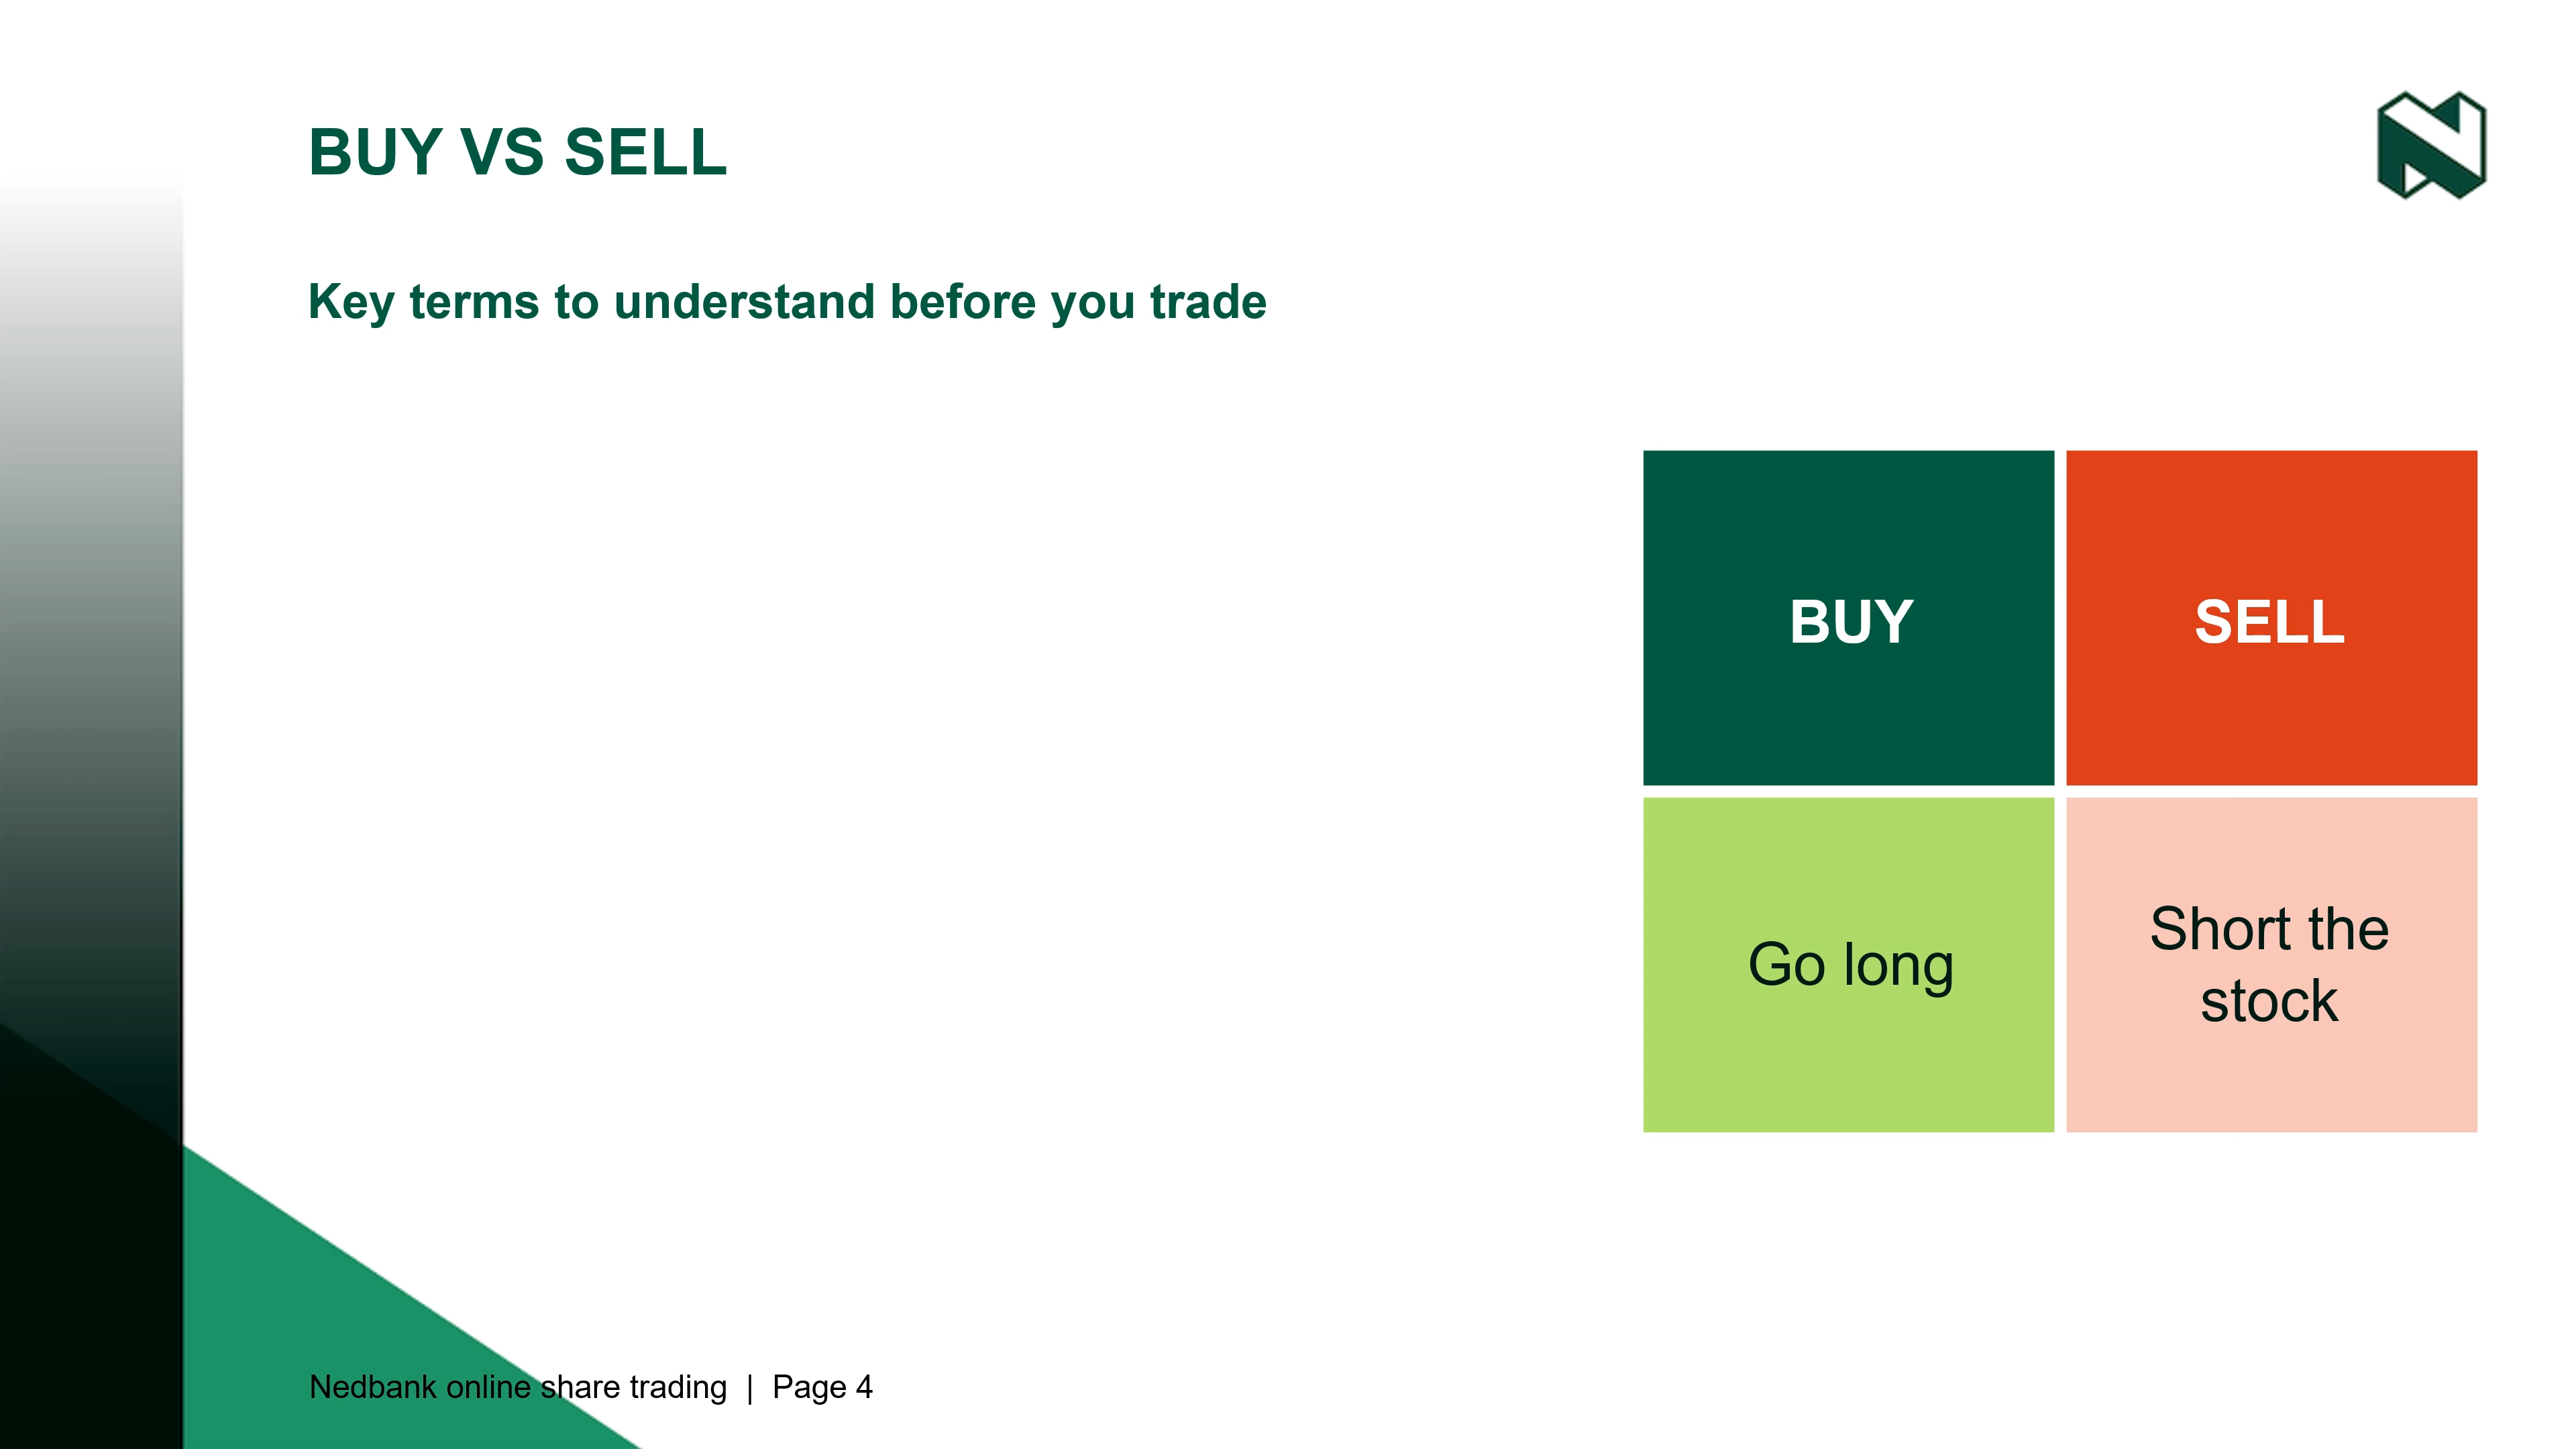 BUY VS SELL
Key terms to understand before you trade
BUY
SELL
Go long
Short the
stock
Nedbank online share trading | Page 4